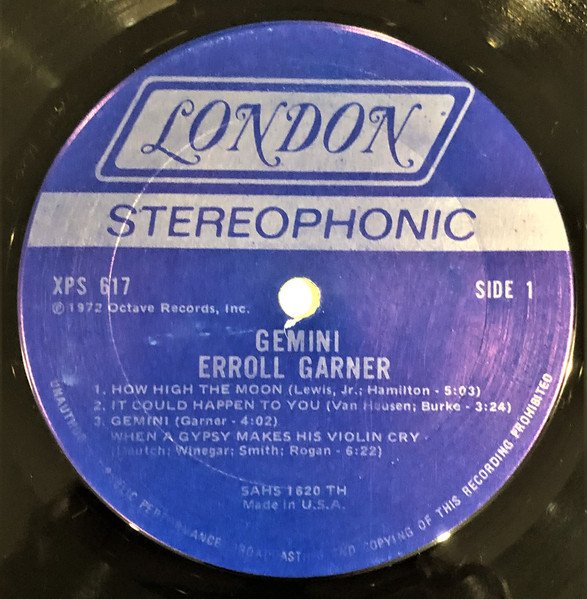 LONDON
STEREOPHONIC
XPS 617
SIDE 1
℗1972 Octave Records, Inc.
GEMINI
ERROLL GARNER
1. HOW HIGH THE MOON (Lewis, Jr.; Hamilton - 5:03)
2. IT COULD HAPPEN TO YOU (Van Heusen; Burke - 3:24)
3. GEMINI (Garner - 4:02)
WHEN A GYPSY MAKES HIS VIOLIN CRY
Winegar; Smith; Rogan - 6:22)
SAHS 1620 TH
Made in U.S.A.
COPYING OF THIS RECORDING PROHIBITED